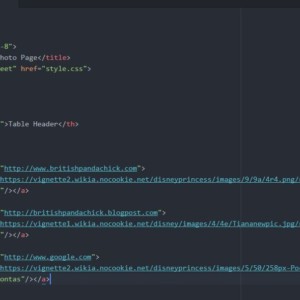 -8">
hoto Page</title>
eet" href="style.css">
">Table Header</th>
"http://www.britishpandachick.com">
https://vignette2.wikia.nocookie.net/disneyprincess/images/9/9a/4r4.png/
"/></a>
"http://britishpandachick.blogpost.com">
https://vignette1.wikia.nocookie.net/disney/images/4/4e/Tiananewpic.jpg/
"/></a>
"http://www.google.com">
https://vignette2.wikia.nocookie.net/disneyprincess/images/5/50/258px-Po
ontas"/></a>